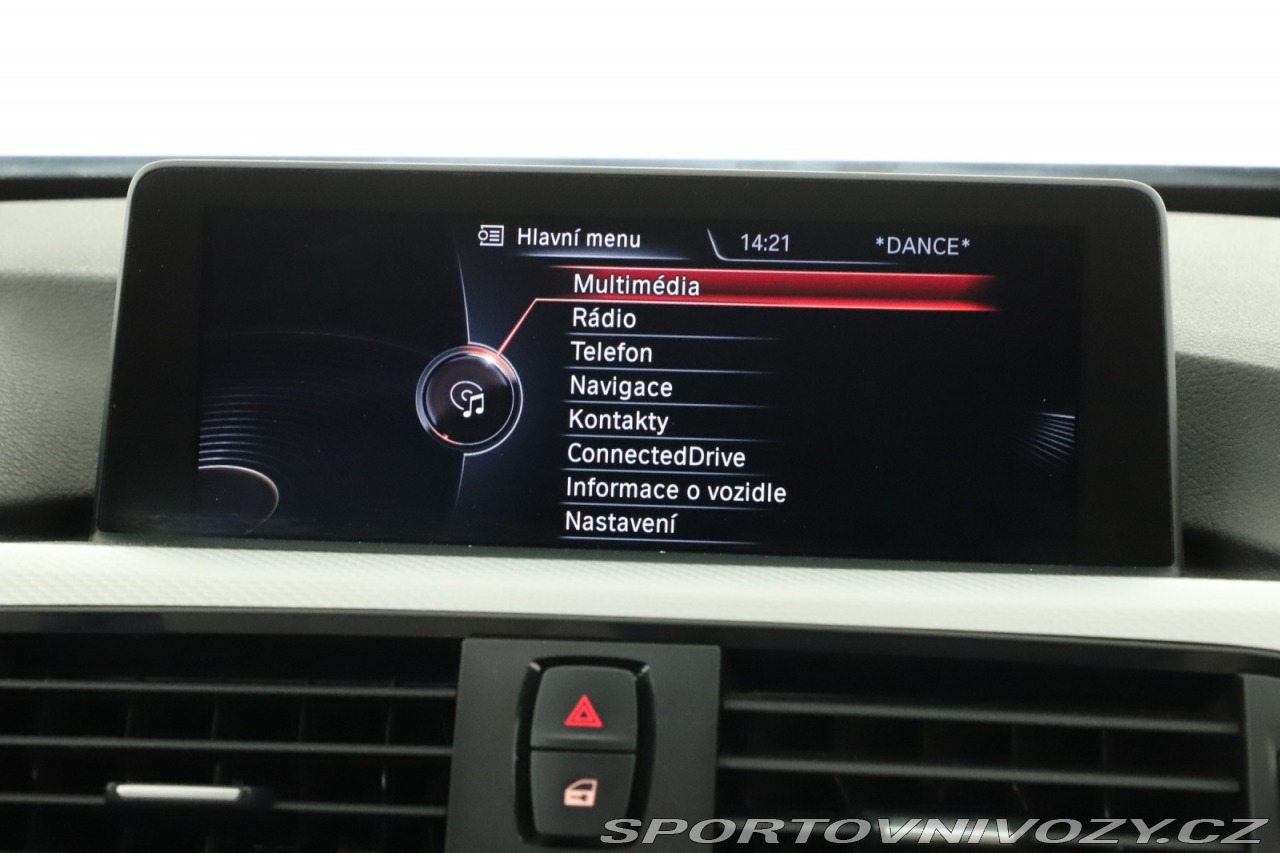 Hlavní menu 14:21 *DANCE*
Multimédia
Rádio
Telefon
Navigace
Kontakty
ConnectedDrive
Informace o vozidle
Nastavení
SPORTOVNIVOZY.CZ